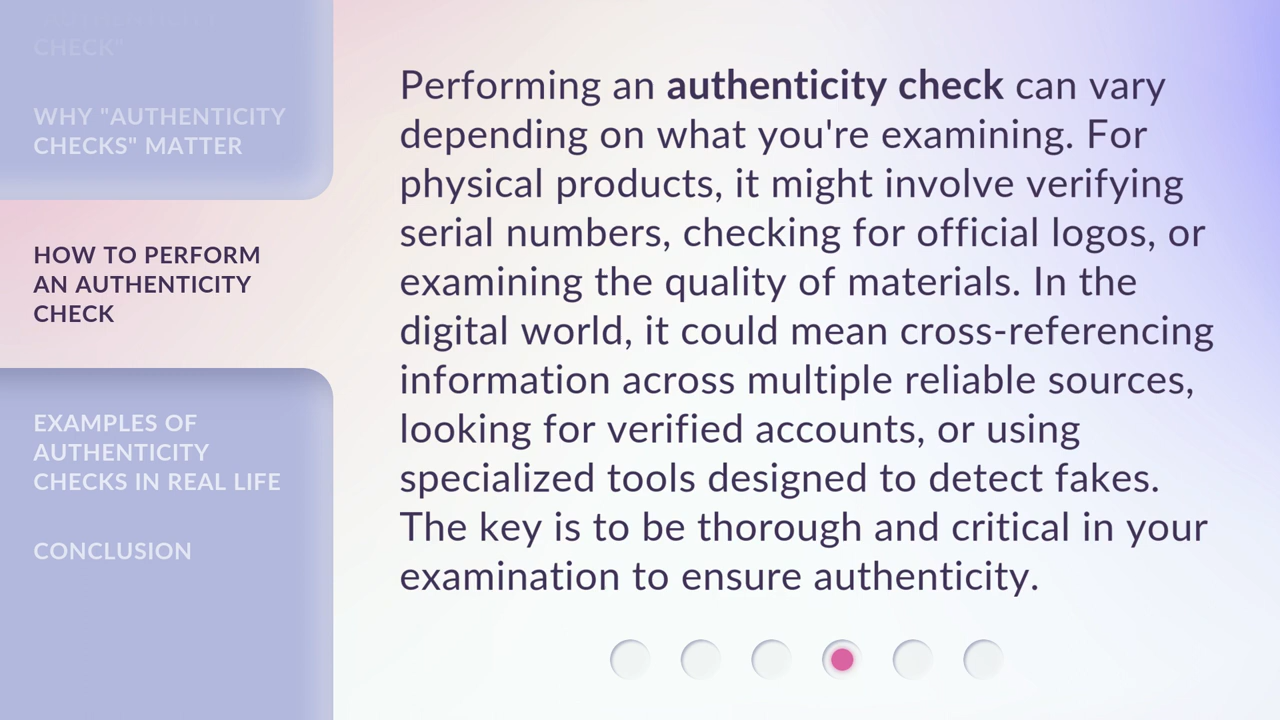 CHECK"
WHY "AUTHENTICITY
CHECKS" MATTER
HOW TO PERFORM
AN AUTHENTICITY
CHECK
EXAMPLES OF
AUTHENTICITY
CHECKS IN REAL LIFE
CONCLUSION
Performing an authenticity check can vary
depending on what you're examining. For
physical products, it might involve verifying
serial numbers, checking for official logos, or
examining the quality of materials. In the
digital world, it could mean cross-referencing
information across multiple reliable sources,
looking for verified accounts, or using
specialized tools designed to detect fakes.
The key is to be thorough and critical in your
examination to ensure authenticity.